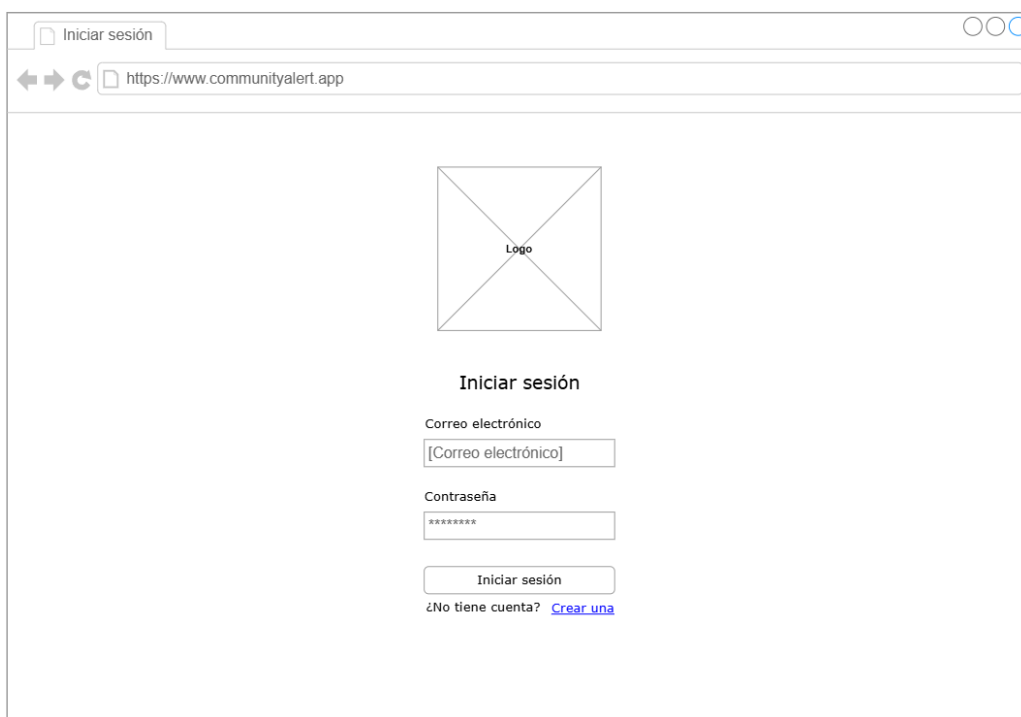 Iniciar sesión
https://www.communityalert.app
Logo
Iniciar sesión
Correo electrónico
[Correo electrónico]
Contraseña
********
Iniciar sesión
¿No tiene cuenta? Crear una